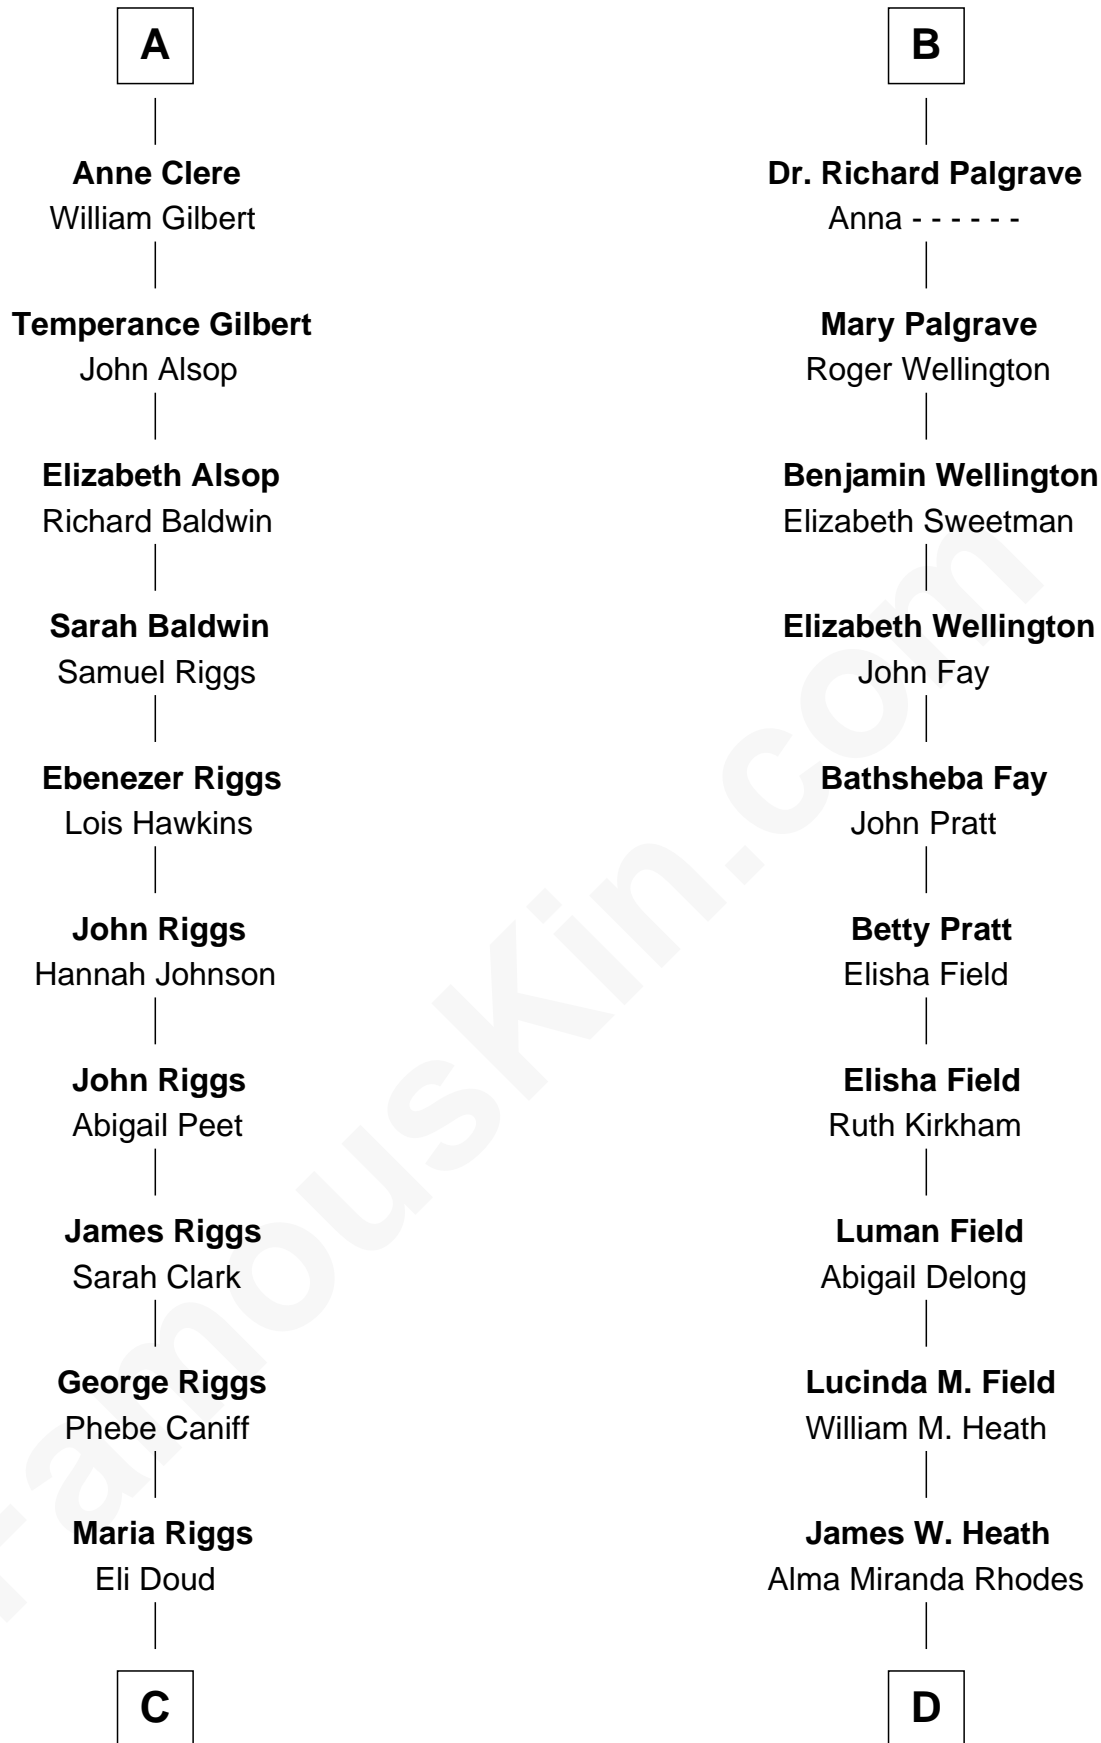 A
Anne Clere
William Gilbert
Temperance Gilbert
John Alsop
Elizabeth Alsop
Richard Baldwin
Sarah Baldwin
Samuel Riggs
Ebenezer Riggs
Lois Hawkins
John Riggs
Hannah Johnson
John Riggs
Abigail Peet
James Riggs
Sarah Clark
George Riggs
Phebe Caniff
Maria Riggs
Eli Doud
C
B
Dr. Richard Palgrave
Anna - - - - - -
Mary Palgrave
Roger Wellington
Benjamin Wellington
Elizabeth Sweetman
Elizabeth Wellington
John Fay
Bathsheba Fay
John Pratt
Betty Pratt
Elisha Field
Elisha Field
Ruth Kirkham
Luman Field
Abigail Delong
Lucinda M. Field
William M. Heath
James W. Heath
Alma Miranda Rhodes
D
FamousKin.com